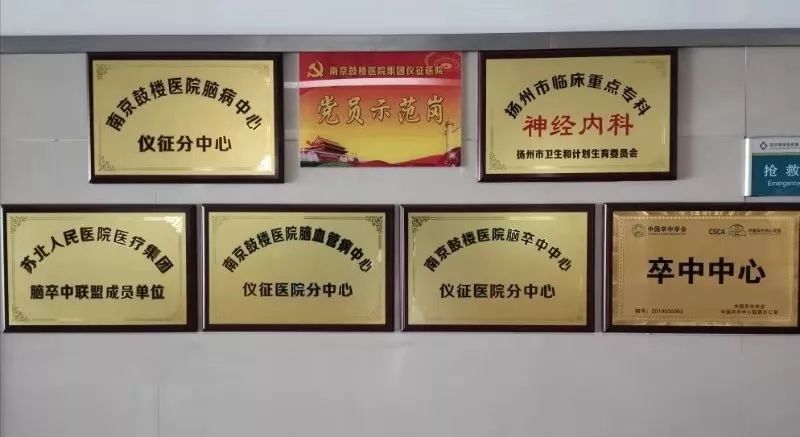 南京鼓楼医院脑病中心
仪征分中心
南京鼓楼医院集团仪征医院
党员示范岗
扬州市临床重点专科
神经内科
扬州市卫生和计划生育委员会
抢救
Emergency
苏北人民医院医疗集团
脑卒中联盟成员单位
南京鼓楼医院脑血管病中心
仪征医院分中心
南京鼓楼医院脑卒中中心
仪征医院分中心
中国卒中学会
CSCA
卒中中心
中国卒中学会